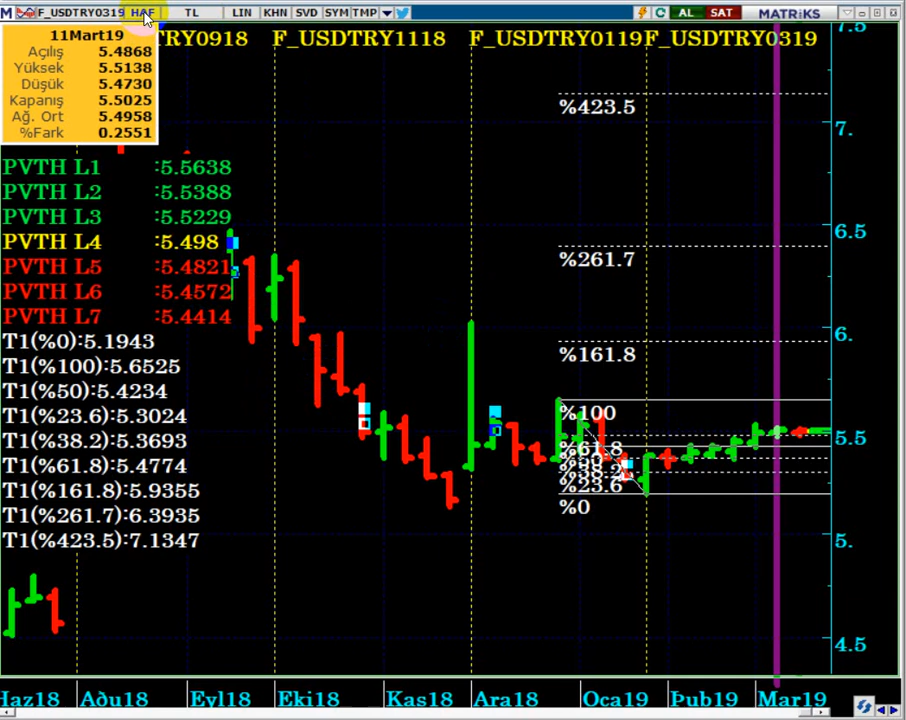 M F_USDTRY0319 HAF TL LIN KHN SVD SYM TMP AL SAT MATRiKS
11Mart19
Açılış 5.4868
Yüksek 5.5138
Düşük 5.4730
Kapanış 5.5025
Ağ. Ort 5.4958
%Fark 0.2551
TRY0918 F_USDTRY1118 F_USDTRY0119 F_USDTRY0319
PVTH L1 :5.5638
PVTH L2 :5.5388
PVTH L3 :5.5229
PVTH L4 :5.498
PVTH L5 :5.4821
PVTH L6 :5.4572
PVTH L7 :5.4414
T1(%0):5.1943
T1(%100):5.6525
T1(%50):5.4234
T1(%23.6):5.3024
T1(%38.2):5.3693
T1(%61.8):5.4774
T1(%161.8):5.9355
T1(%261.7):6.3935
T1(%423.5):7.1347
%423.5
%261.7
%161.8
%100
%61.8
%38.2
%23.6
%0
7.5
7.
6.5
6.
5.5
5.
4.5
Haz18 Aðu18 Eyl18 Eki18 Kas18 Ara18 Oca19 Þub19 Mar19